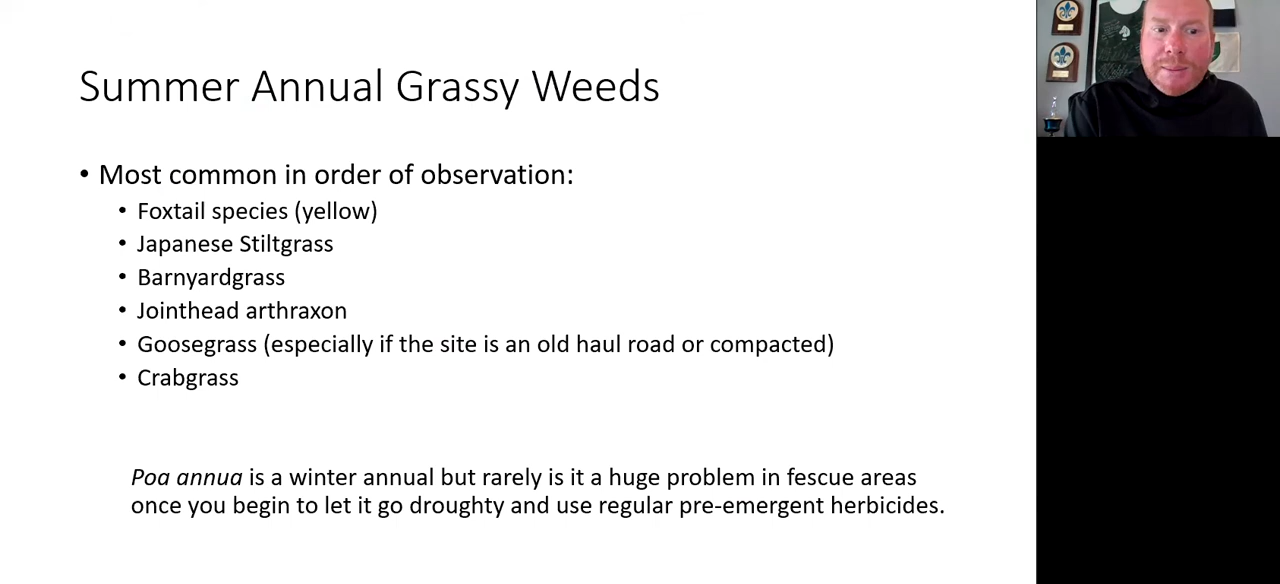 Summer Annual Grassy Weeds
• Most common in order of observation:
• Foxtail species (yellow)
• Japanese Stiltgrass
• Barnyardgrass
• Jointhead arthraxon
• Goosegrass (especially if the site is an old haul road or compacted)
• Crabgrass
Poa annua is a winter annual but rarely is it a huge problem in fescue areas
once you begin to let it go droughty and use regular pre-emergent herbicides.